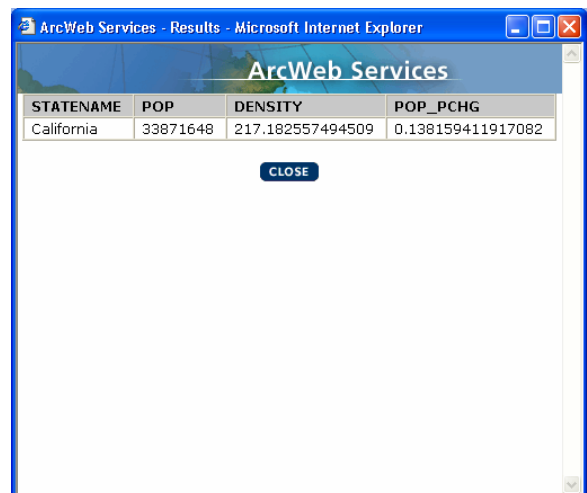 ArcWeb Services - Results - Microsoft Internet Explorer
ArcWeb Services
STATENAME POP DENSITY POP_PCHG
California 33871648 217.182557494509 0.138159411917082
CLOSE